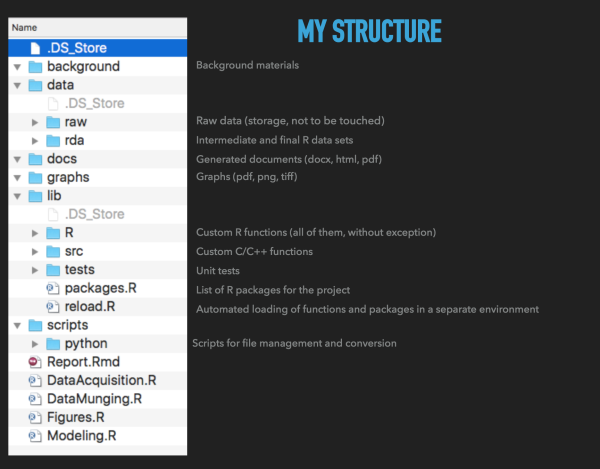 MY STRUCTURE
Name
.DS_Store
background Background materials
data
.DS_Store
raw Raw data (storage, not to be touched)
rda Intermediate and final R data sets
docs Generated documents (docx, html, pdf)
graphs Graphs (pdf, png, tiff)
lib
.DS_Store
R Custom R functions (all of them, without exception)
src Custom C/C++ functions
tests Unit tests
packages.R List of R packages for the project
reload.R Automated loading of functions and packages in a separate environment
scripts
python Scripts for file management and conversion
Report.Rmd
DataAcquisition.R
DataMunging.R
Figures.R
Modeling.R